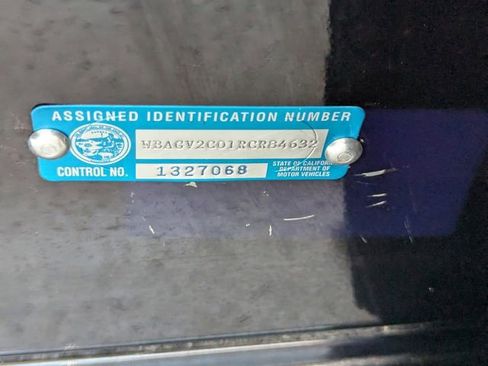 ASSIGNED IDENTIFICATION NUMBER
WBAGV2C01RCR84632
CONTROL NO. 1327068
STATE OF CALIFORNIA
DEPARTMENT OF
MOTOR VEHICLES